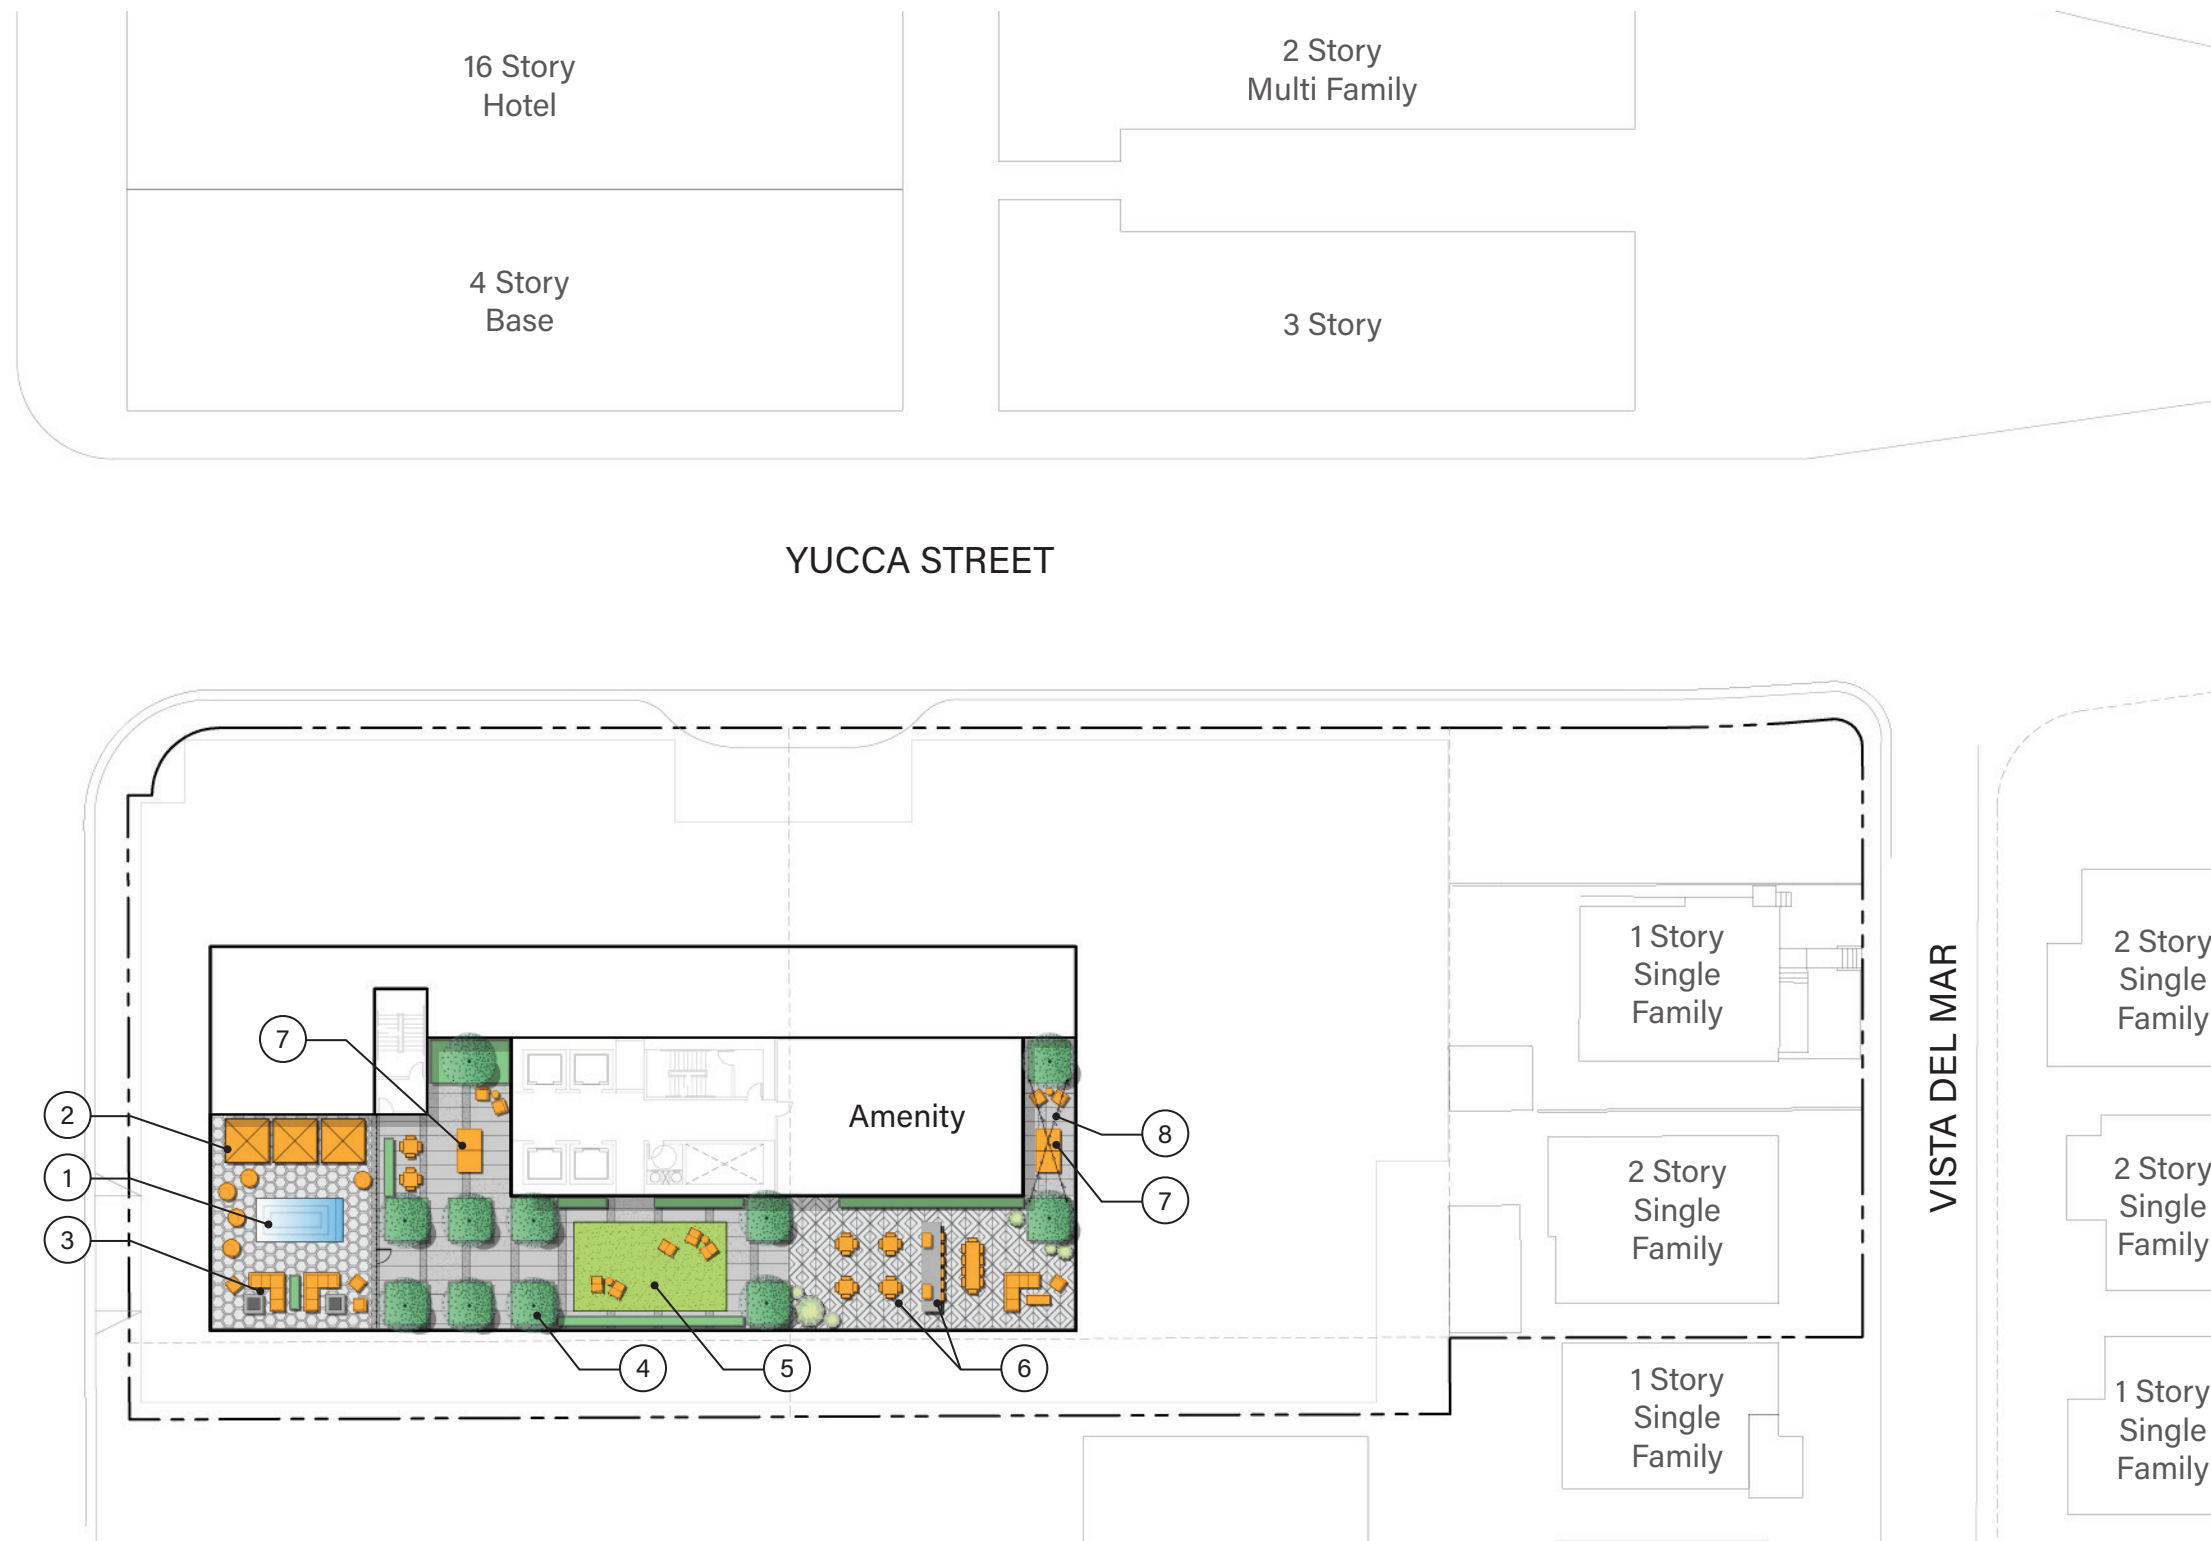 16 Story
Hotel
2 Story
Multi Family
4 Story
Base
3 Story
YUCCA STREET
7
2
1
3
Amenity
8
7
4
5
6
1 Story
Single
Family
2 Story
Single
Family
1 Story
Single
Family
VISTA DEL MAR
2 Story
Single
Family
2 Story
Single
Family
1 Story
Single
Family